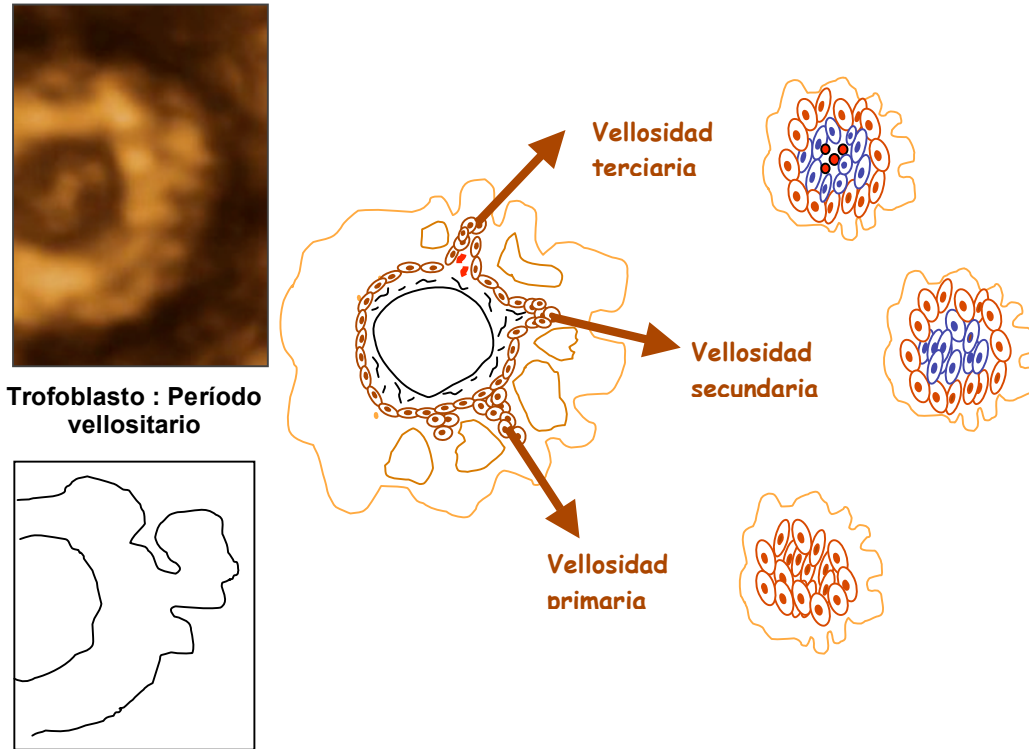 Vellosidad
terciaria
Trofoblasto : Período
vellositario
Vellosidad
secundaria
Vellosidad
primaria